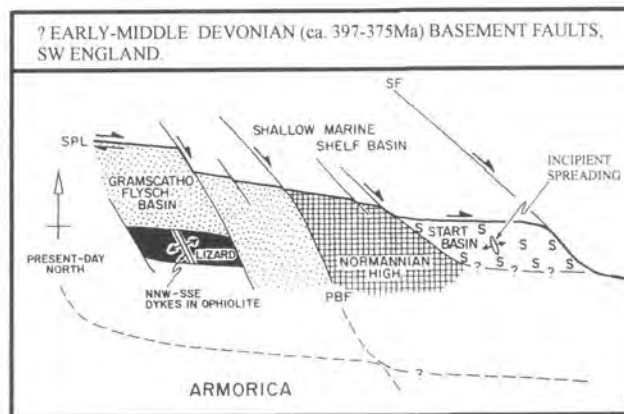 ? EARLY-MIDDLE DEVONIAN (ca. 397-375Ma) BASEMENT FAULTS,
SW ENGLAND.
SF
SPL
SHALLOW MARINE
SHELF BASIN
INCIPIENT
SPREADING
GRAMSCATHO
FLYSCH
BASIN
S S S
START
BASIN
S S
LIZARD
NORMANNIAN
HIGH
S S S S
? ? ?
PRESENT-DAY
NORTH
NNW-SSE
DYKES IN OPHIOLITE
PBF
?
ARMORICA